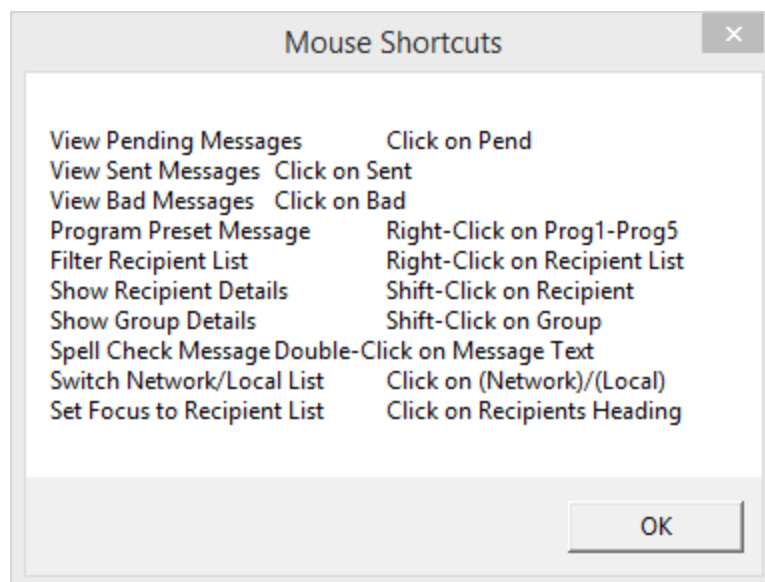 Mouse Shortcuts
View Pending Messages Click on Pend
View Sent Messages Click on Sent
View Bad Messages Click on Bad
Program Preset Message Right-Click on Prog1-Prog5
Filter Recipient List Right-Click on Recipient List
Show Recipient Details Shift-Click on Recipient
Show Group Details Shift-Click on Group
Spell Check Message Double-Click on Message Text
Switch Network/Local List Click on (Network)/(Local)
Set Focus to Recipient List Click on Recipients Heading
OK